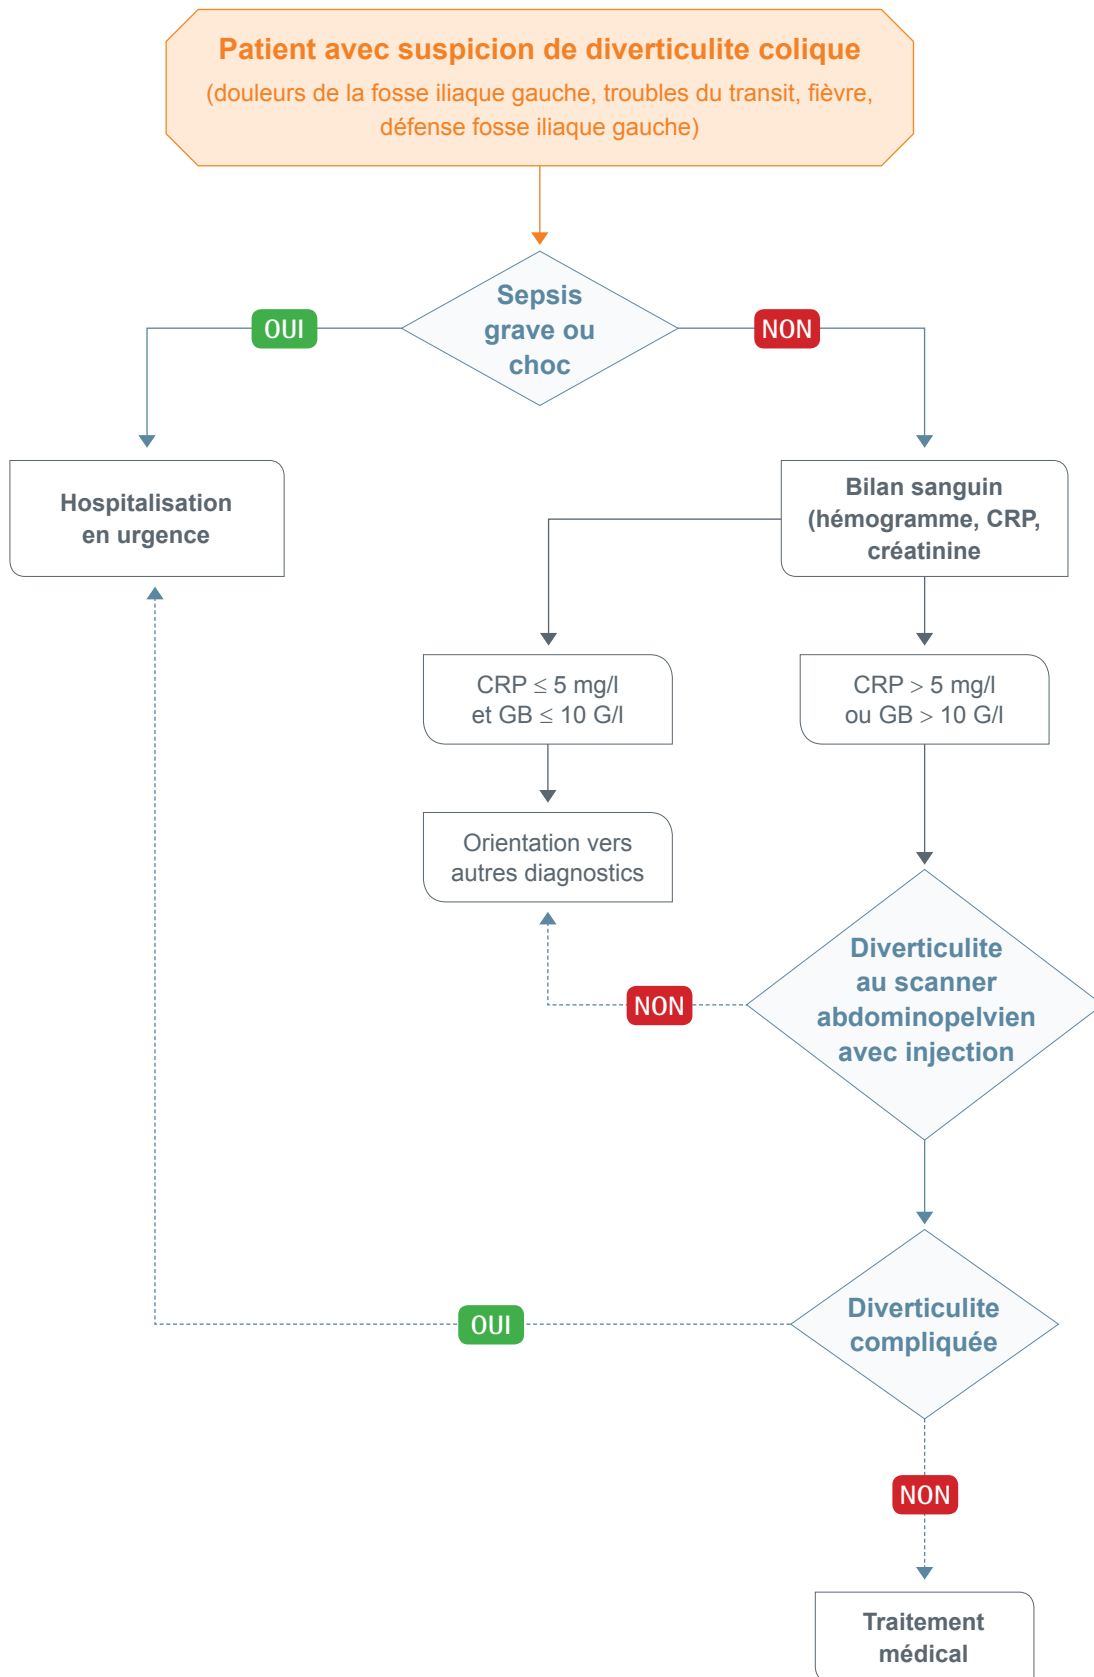 Patient avec suspicion de diverticulite colique
(douleurs de la fosse iliaque gauche, troubles du transit, fièvre,
défense fosse iliaque gauche)
Sepsis
grave ou
choc
OUI
NON
Hospitalisation
en urgence
Bilan sanguin
(hémogramme, CRP,
créatinine
CRP ≤ 5 mg/l
et GB ≤ 10 G/l
CRP > 5 mg/l
ou GB > 10 G/l
Orientation vers
autres diagnostics
Diverticulite
au scanner
abdominopelvien
avec injection
NON
Diverticulite
compliquée
OUI
NON
Traitement
médical